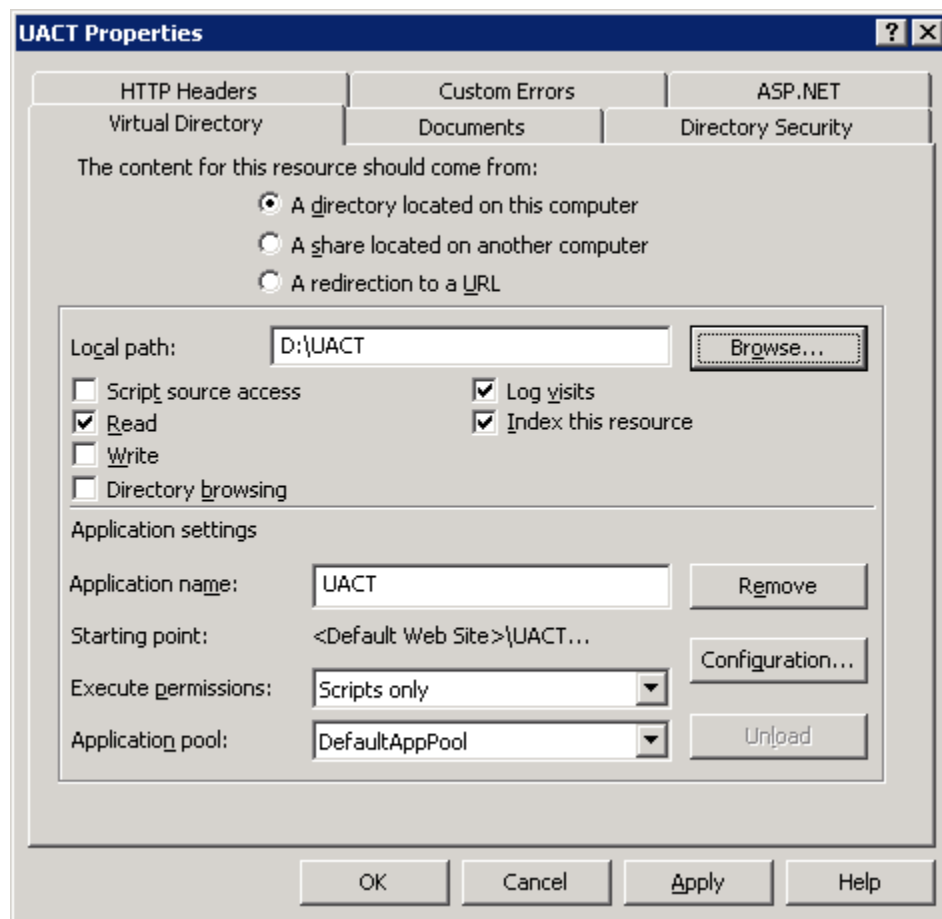 UACT Properties
HTTP Headers Custom Errors ASP.NET
Virtual Directory Documents Directory Security
The content for this resource should come from:
A directory located on this computer
A share located on another computer
A redirection to a URL
Local path: D:\UACT Browse...
Script source access Log visits
Read Index this resource
Write
Directory browsing
Application settings
Application name: UACT Remove
Starting point: <Default Web Site>\UACT...
Configuration...
Execute permissions: Scripts only
Application pool: DefaultAppPool Unload
OK Cancel Apply Help